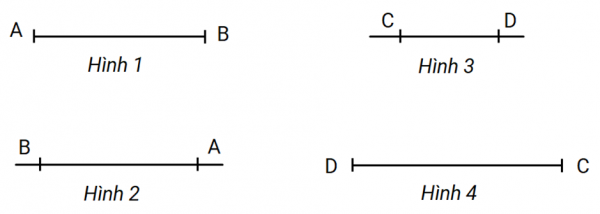 A B
Hình 1
C D
Hình 3
B A
Hình 2
D C
Hình 4